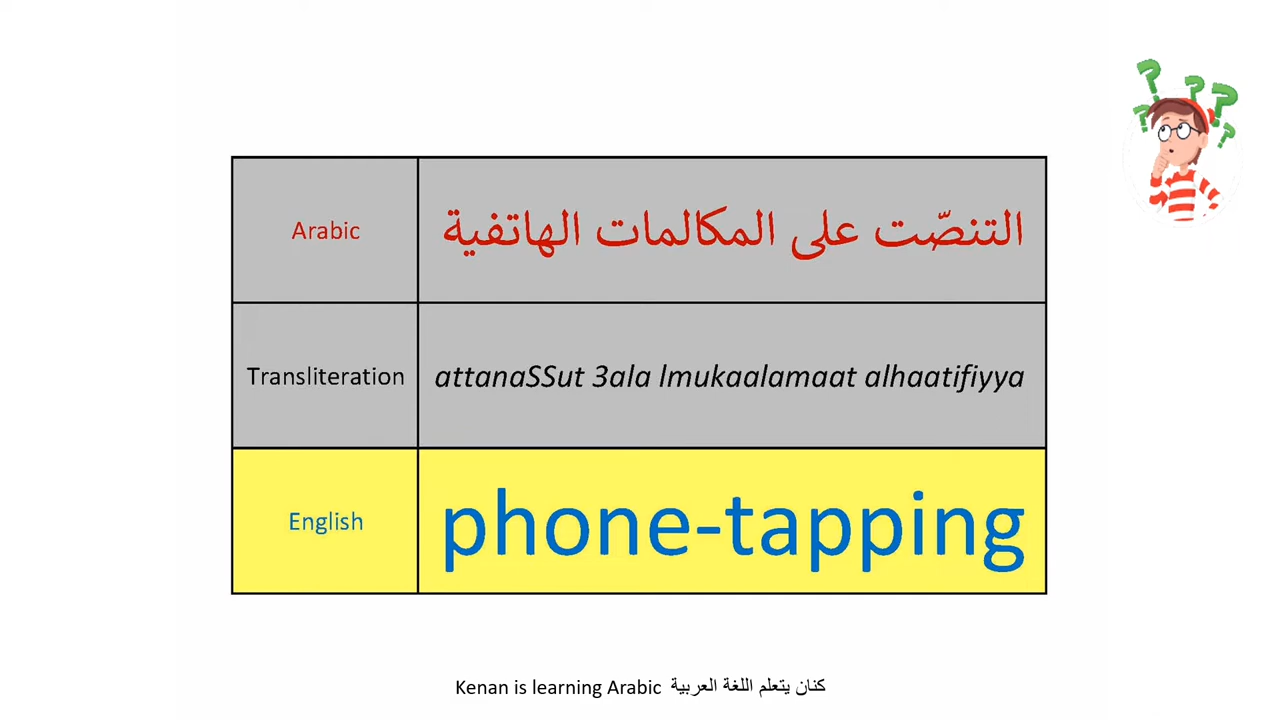 Arabic التنصّت على المكالمات الهاتفية
Transliteration attanaSSut 3ala lmukaalamaat alhaatifiyya
English phone-tapping
Kenan is learning Arabic كنان يتعلم اللغة العربية